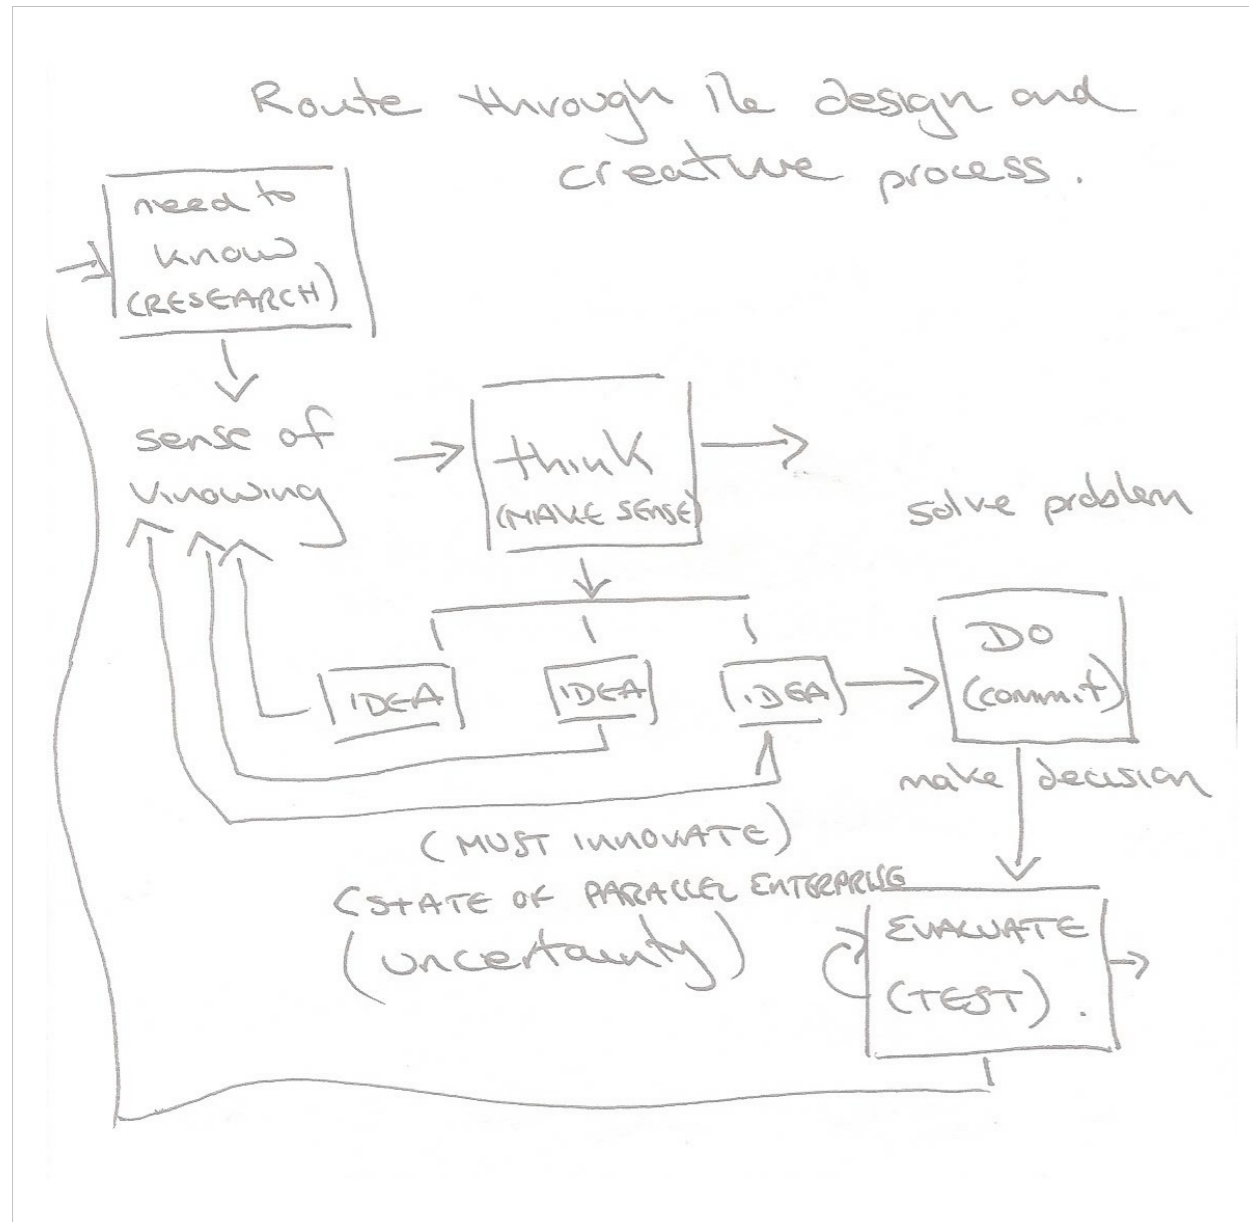 Route through the design and
creative process.
need to
know
(RESEARCH)
sense of
knowing
think
(MAKE SENSE)
solve problem
IDEA
IDEA
IDEA
DO
(commit)
make decision
(MUST INNOVATE)
(STATE OF PARALLEL ENTERPRISE
(uncertainty)
EVALUATE
(TEST).